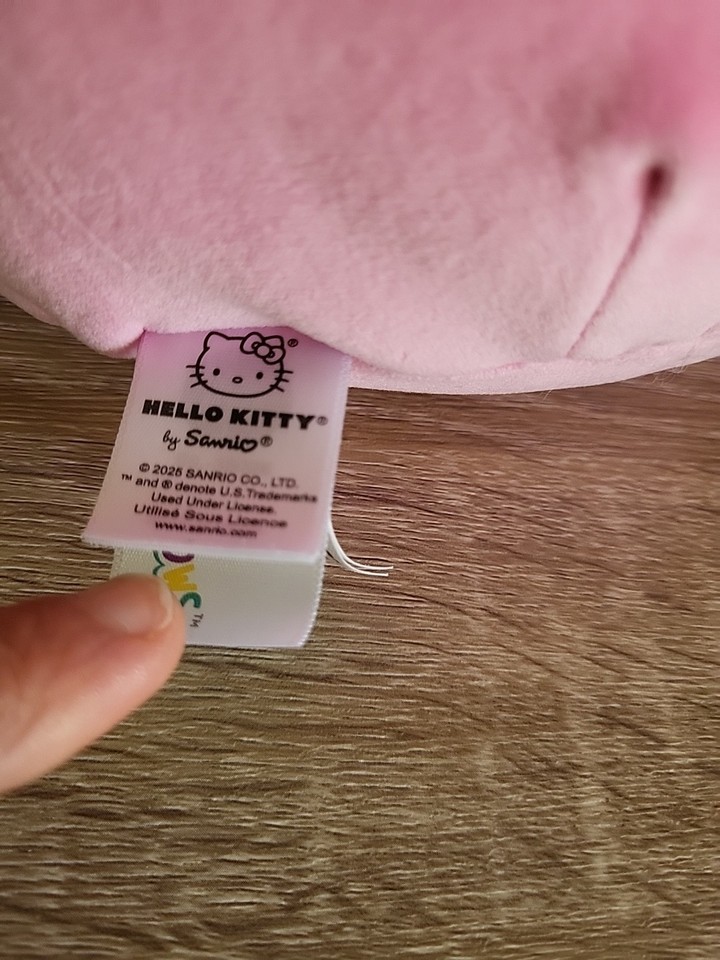 ®
HELLO KITTY®
by Sanrio®
© 2025 SANRIO CO., LTD.
™ and ® denote U.S.Trademarks
Used Under License.
Utilisé Sous Licence
www.sanrio.com
™